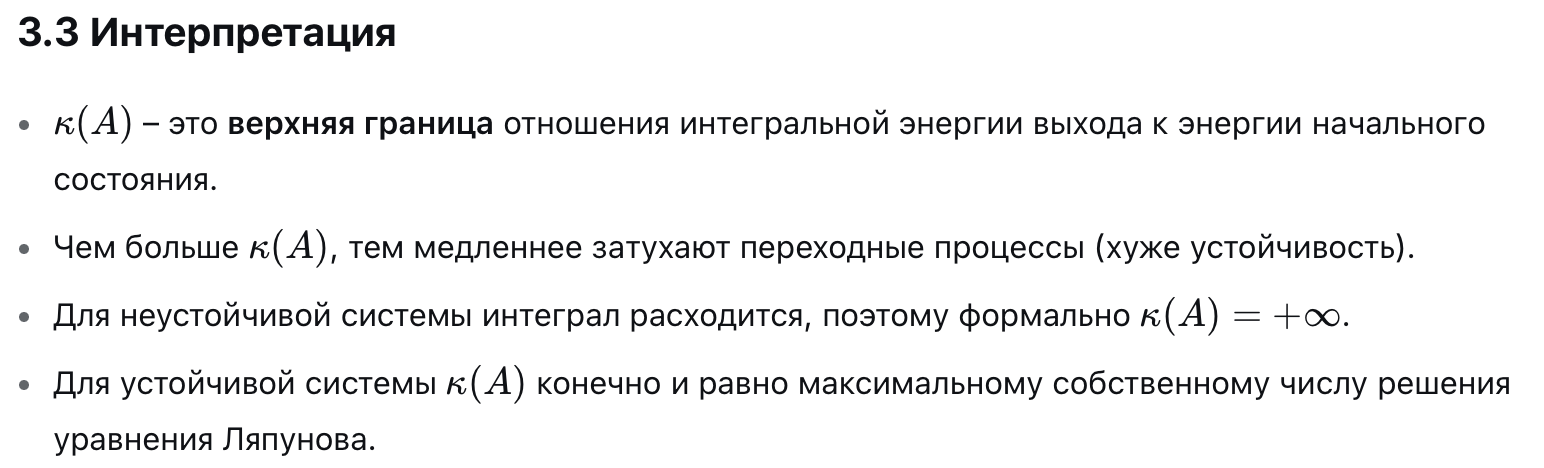 3.3 Интерпретация
• κ(A) – это верхняя граница отношения интегральной энергии выхода к энергии начального
состояния.
• Чем больше κ(A), тем медленнее затухают переходные процессы (хуже устойчивость).
• Для неустойчивой системы интеграл расходится, поэтому формально κ(A) = +∞.
• Для устойчивой системы κ(A) конечно и равно максимальному собственному числу решения
уравнения Ляпунова.